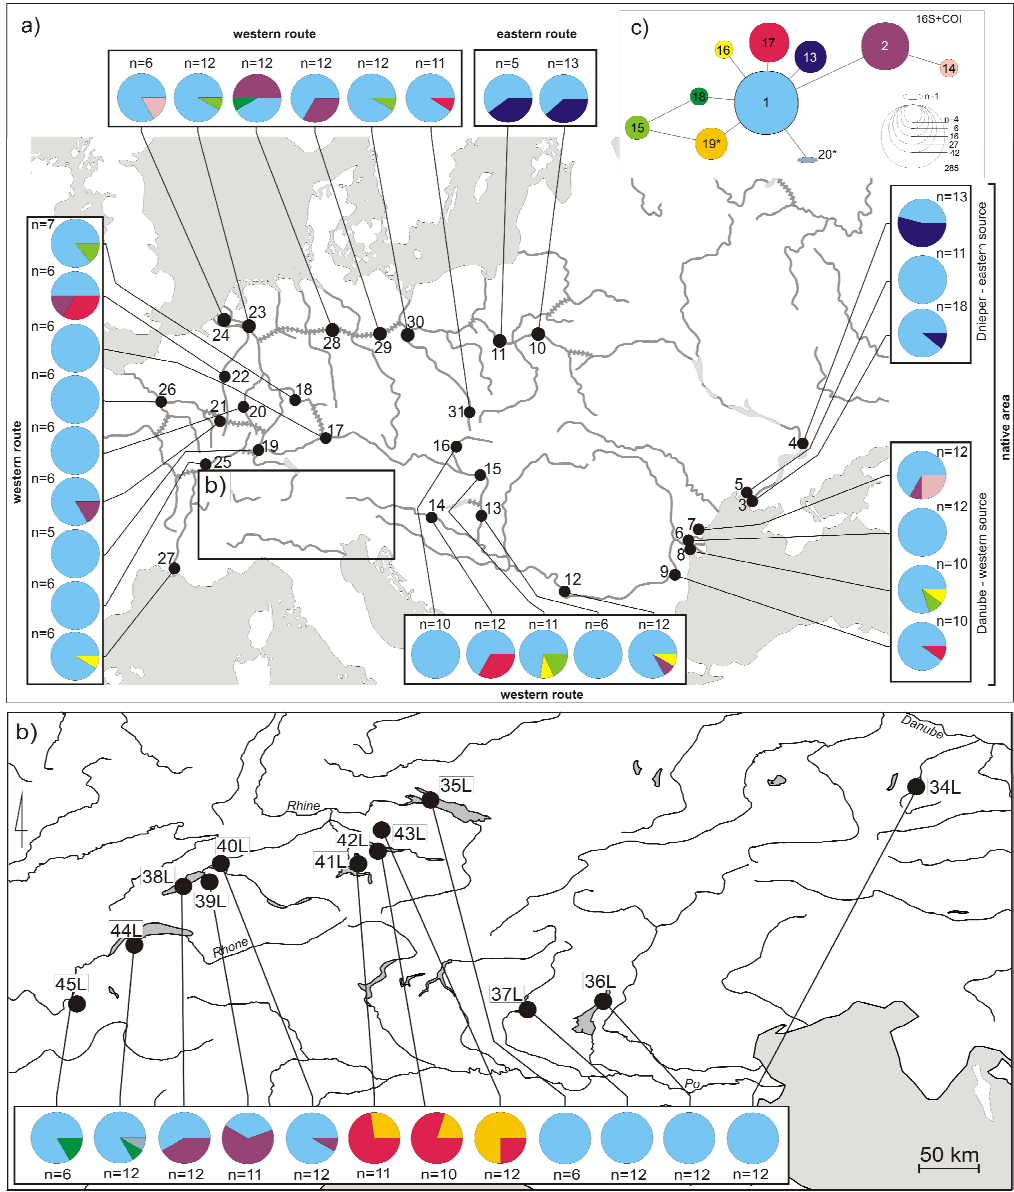 a)
western route
n=6
n=12
n=12
n=12
n=12
n=11
eastern route
n=5
n=13
c)
16S+COI
16
17
13
2
14
1
18
15
19*
20*
n=1
n=4
6
16
27
42
285
western route
n=7
n=6
n=6
n=6
n=6
n=6
n=5
n=6
n=6
24
23
28
29
30
11
10
22
26
21
20
18
31
17
19
25
16
15
14
13
27
12
4
5
3
7
6
8
9
b)
n=13
n=11
n=18
Dnieper - eastern source
native area
n=12
n=12
n=10
n=10
Danube - western source
n=10
n=12
n=11
n=6
n=12
western route
b)
Danube
35L
34L
Rhine
43L
42L
41L
40L
38L
39L
44L
Rhone
45L
37L
36L
Po
n=6
n=12
n=12
n=11
n=12
n=11
n=10
n=12
n=6
n=12
n=12
n=12
50 km